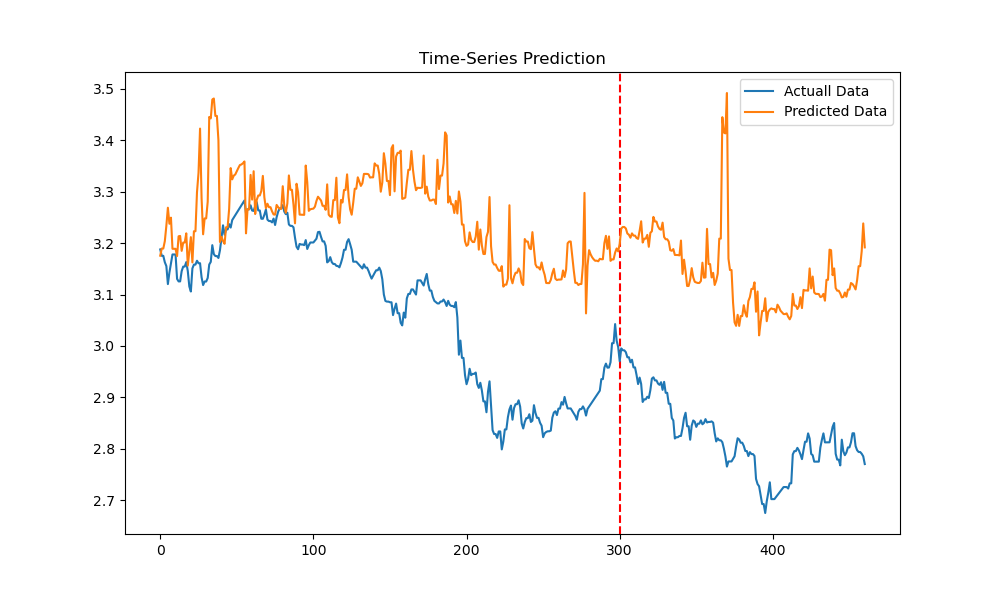 Time-Series Prediction
3.5
3.4
3.3
3.2
3.1
3.0
2.9
2.8
2.7
Actuall Data
Predicted Data
0 100 200 300 400